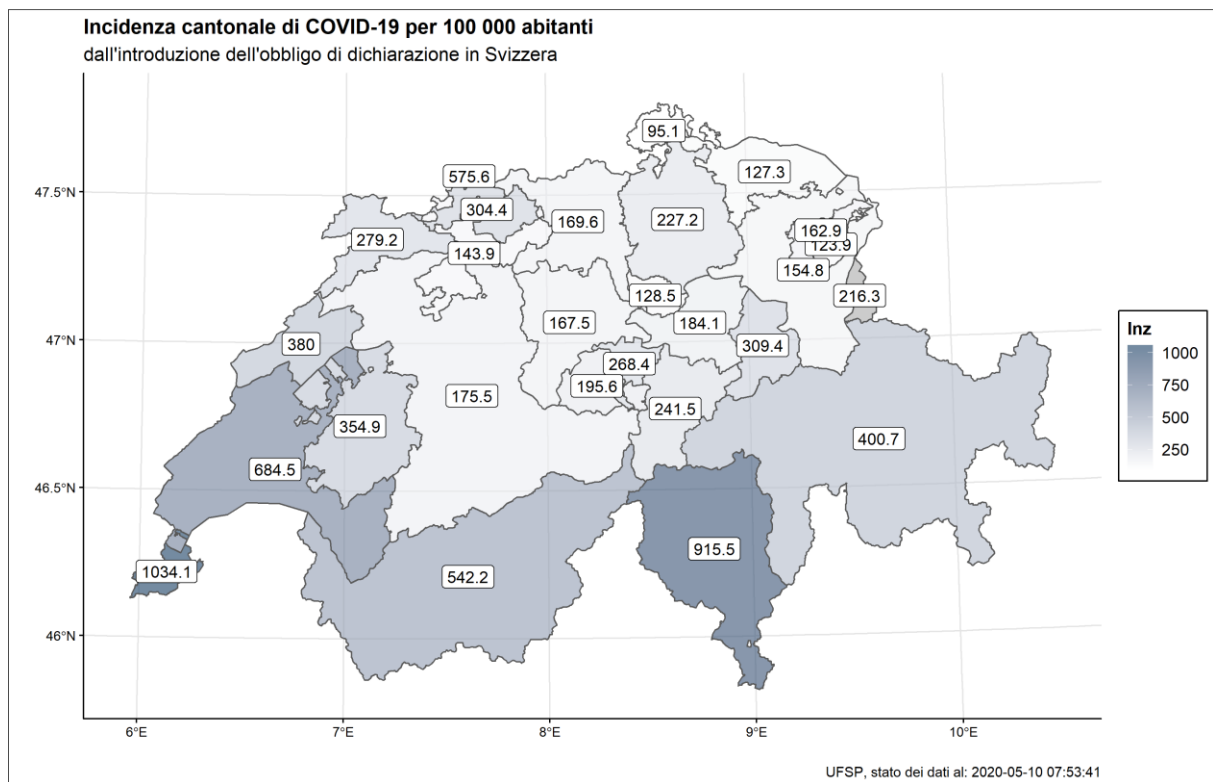 Incidenza cantonale di COVID-19 per 100 000 abitanti
dall'introduzione dell'obbligo di dichiarazione in Svizzera
95.1
127.3
575.6
304.4
169.6
227.2
162.9
123.9
279.2
143.9
154.8
128.5
216.3
167.5
184.1
380
309.4
268.4
195.6
175.5
241.5
354.9
400.7
684.5
915.5
1034.1
542.2
47.5°N
47°N
46.5°N
46°N
6°E
7°E
8°E
9°E
10°E
Inz
1000
750
500
250
UFSP, stato dei dati al: 2020-05-10 07:53:41